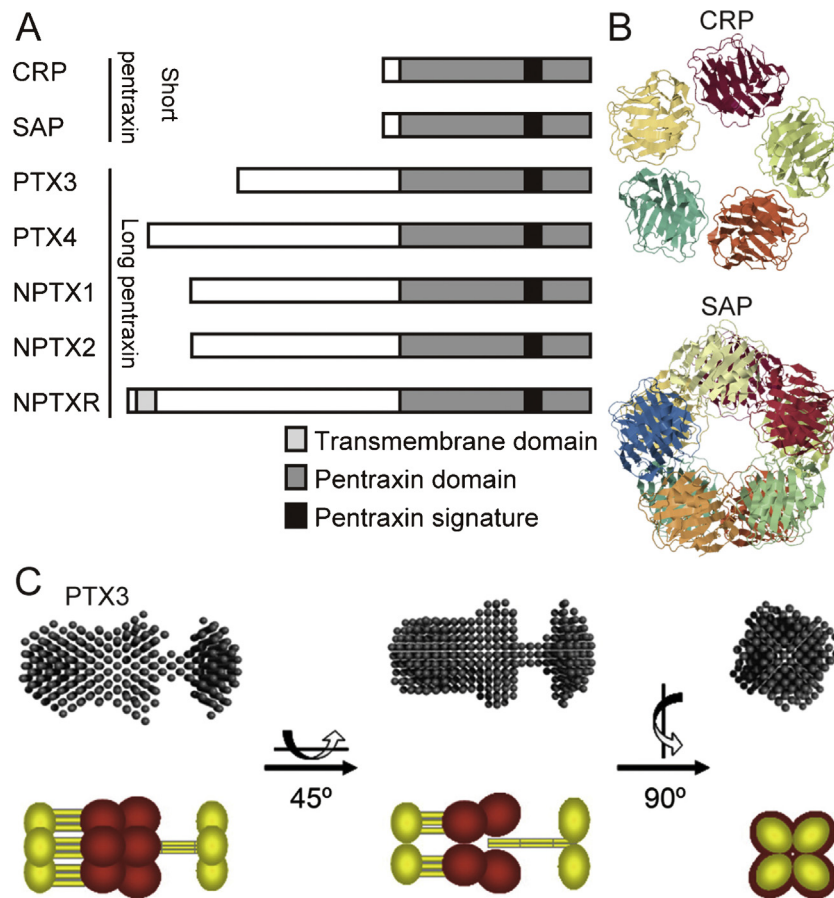 A
CRP
SAP
Short
pentraxin
PTX3
PTX4
NPTX1
NPTX2
NPTXR
Long pentraxin
Transmembrane domain
Pentraxin domain
Pentraxin signature
B
CRP
SAP
C
PTX3
45º
90º